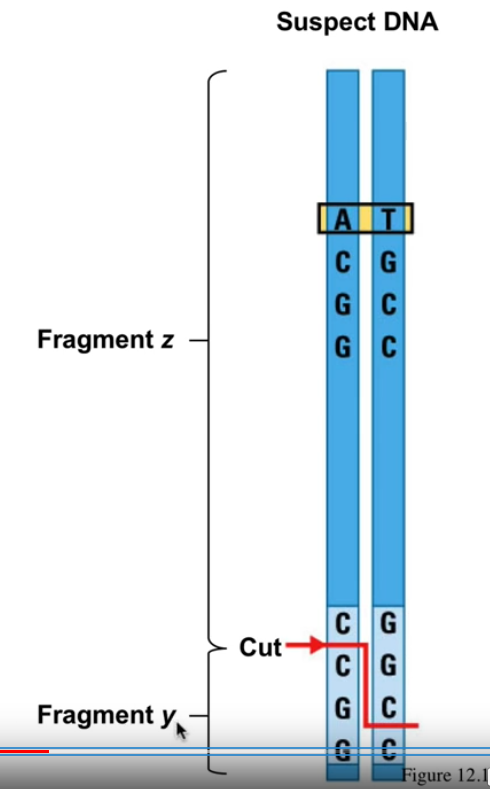 Suspect DNA
A T
C G
G C
Fragment z
G C
C G
Cut
C G
Fragment y
G C
G C
Figure 12.1